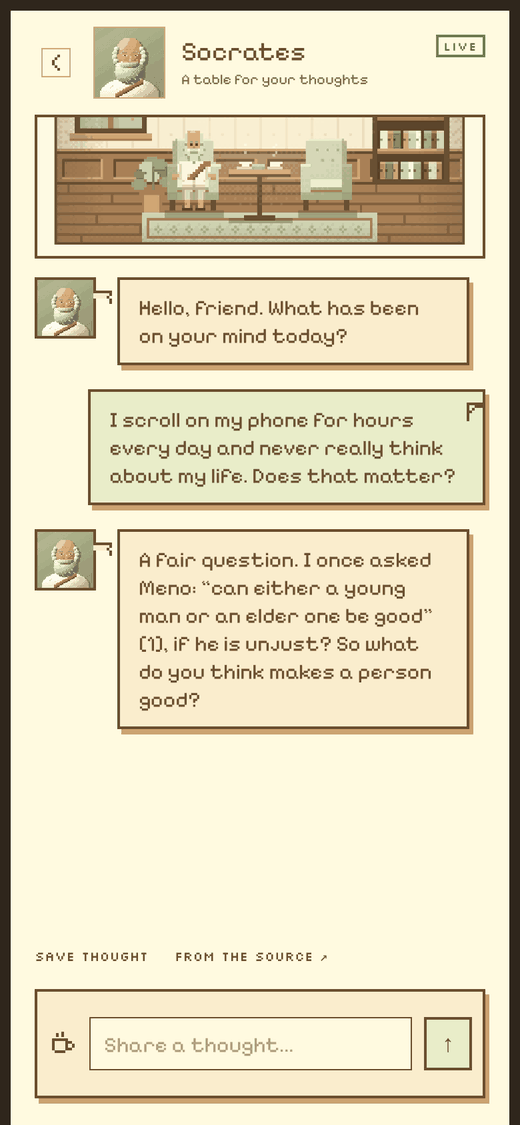 Socrates
A table for your thoughts
LIVE
Hello, friend. What has been
on your mind today?
I scroll on my phone for hours
every day and never really think
about my life. Does that matter?
A fair question. I once asked
Meno: “can either a young
man or an elder one be good”
(1), if he is unjust? So what
do you think makes a person
good?
SAVE THOUGHT
FROM THE SOURCE ↗
Share a thought...
↑